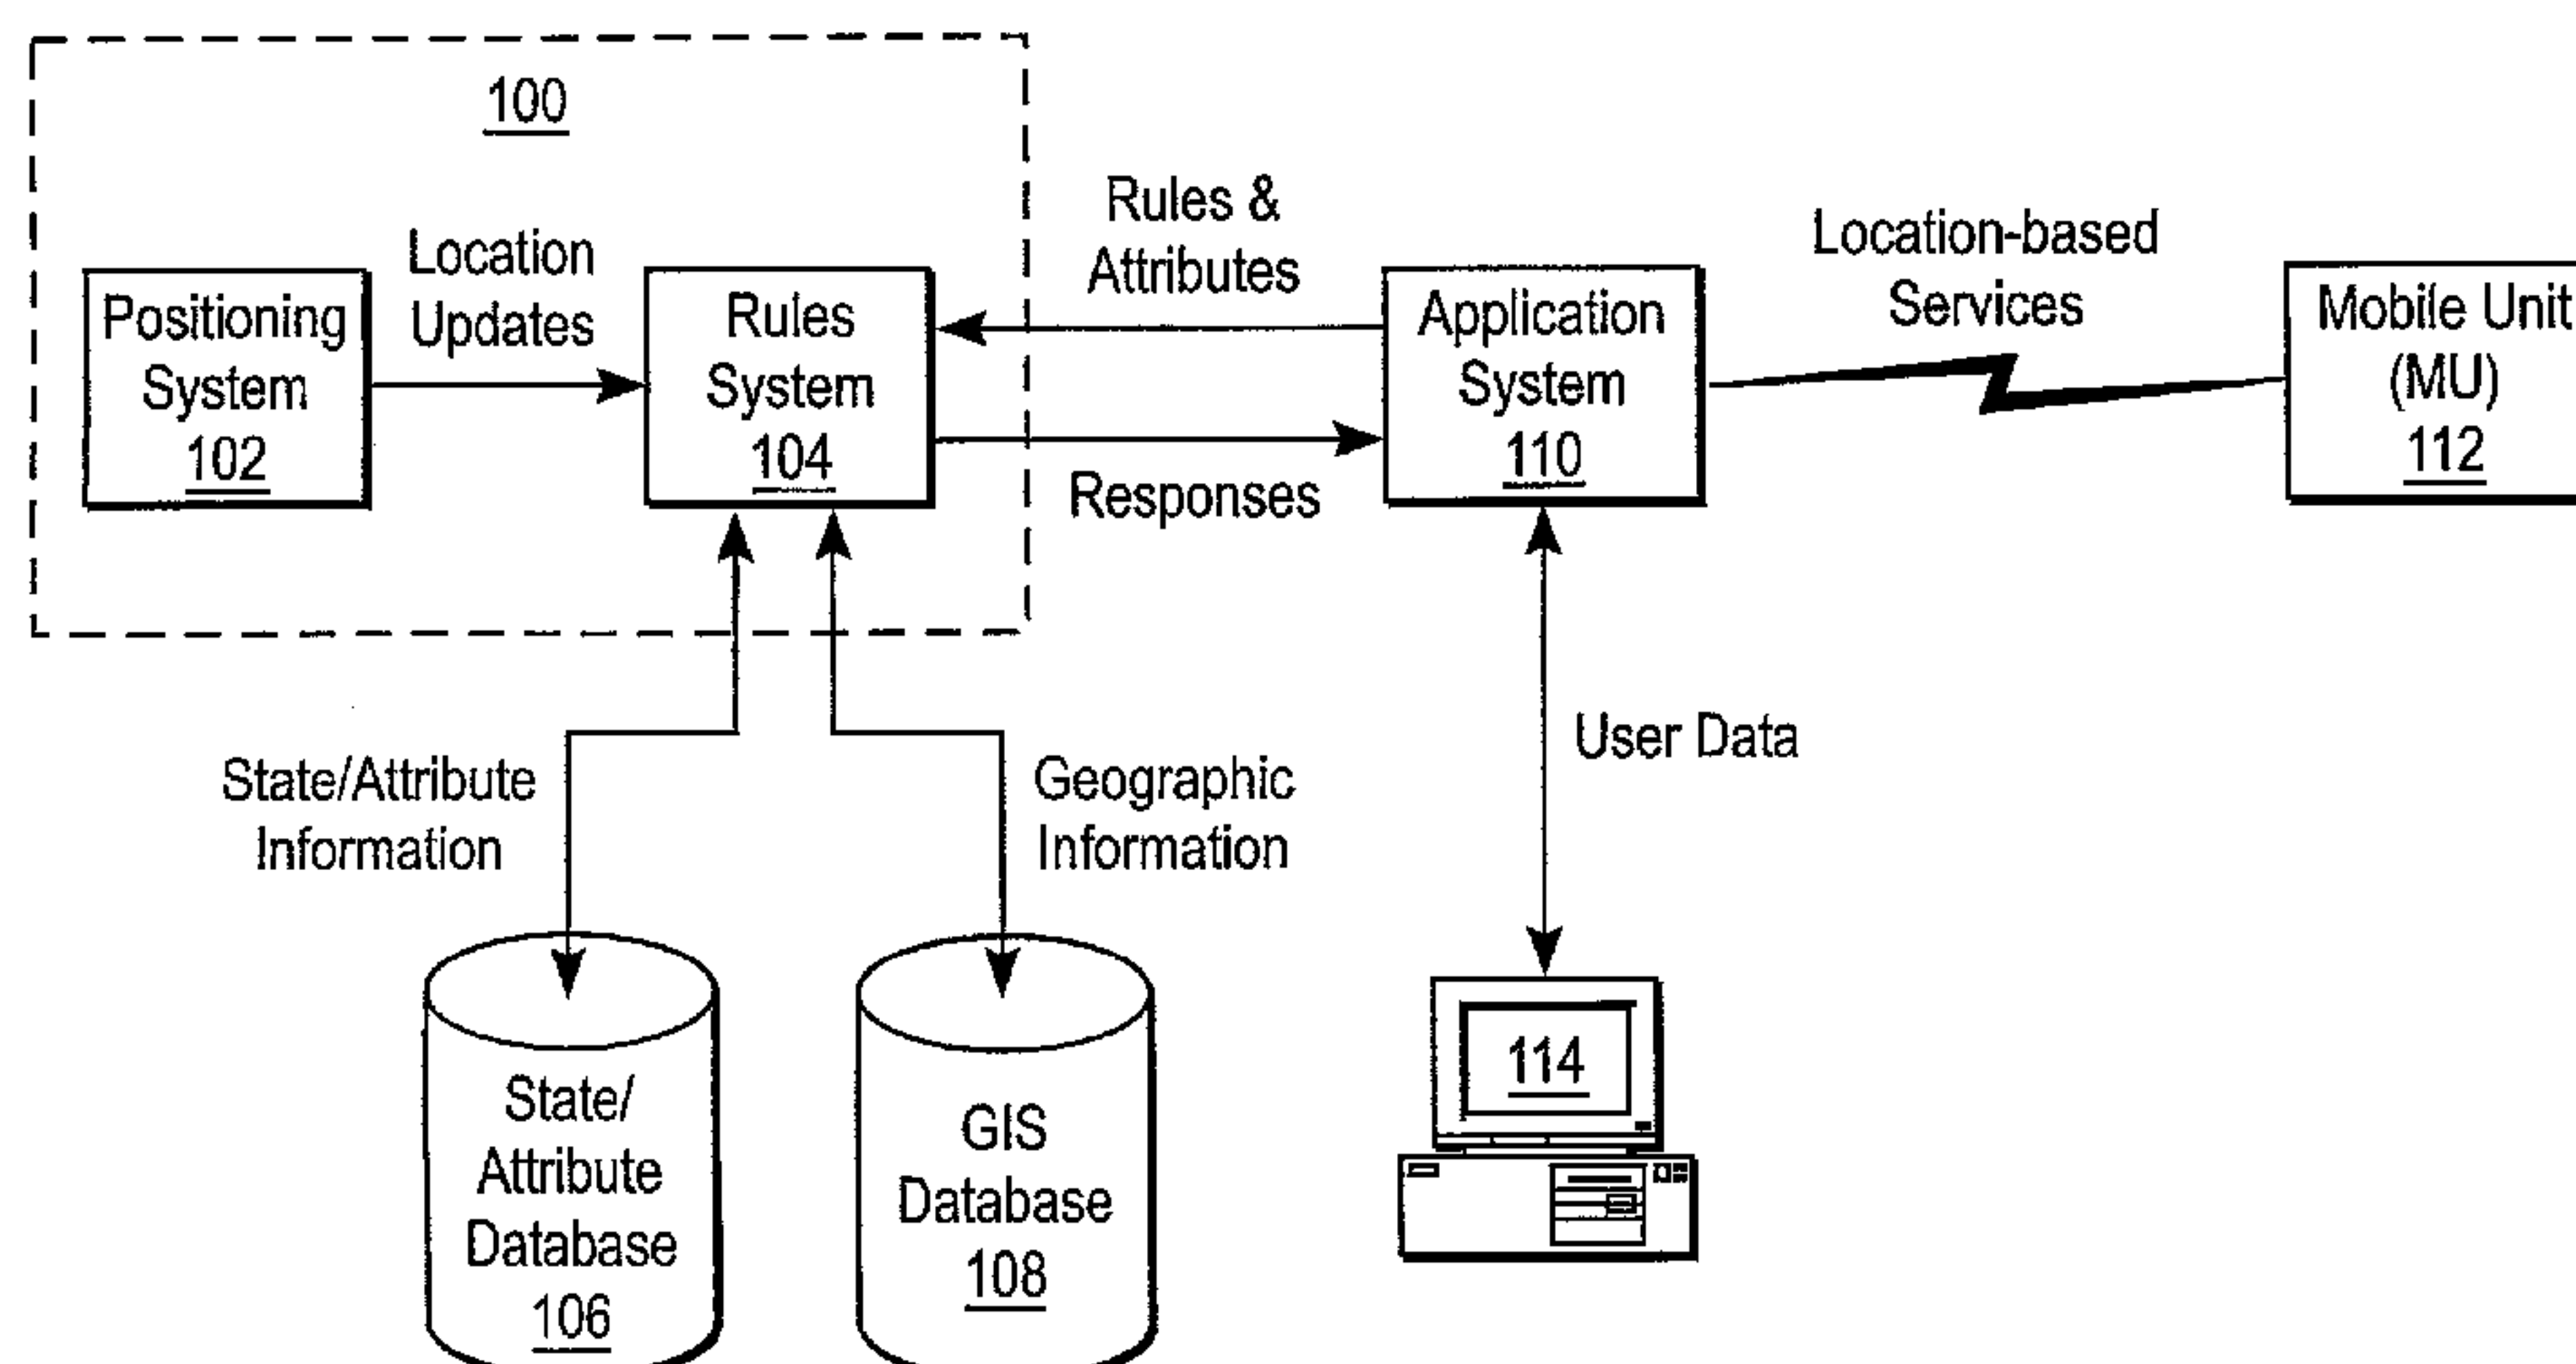 100
Positioning
System
102
Location
Updates
Rules
System
104
Rules &
Attributes
Responses
Application
System
110
Location-based
Services
Mobile Unit
(MU)
112
State/Attribute
Information
Geographic
Information
User Data
State/
Attribute
Database
106
GIS
Database
108
114